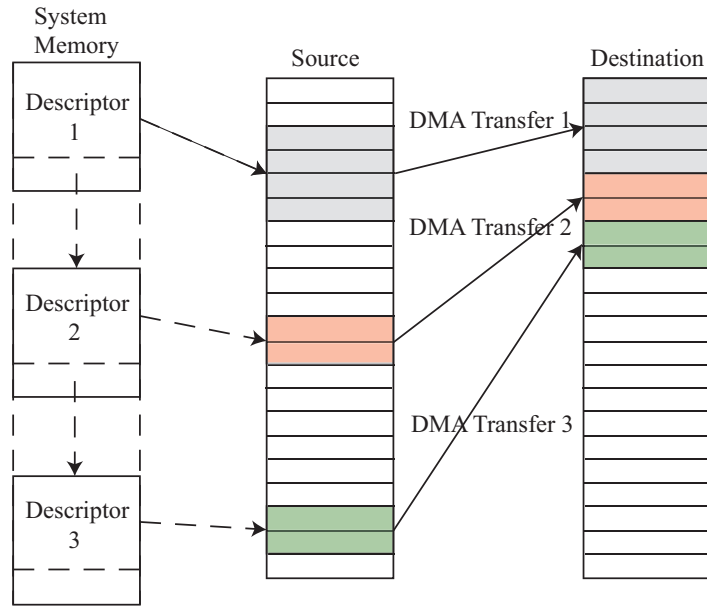 System
Memory
Source
Destination
Descriptor
1
DMA Transfer 1
DMA Transfer 2
Descriptor
2
DMA Transfer 3
Descriptor
3